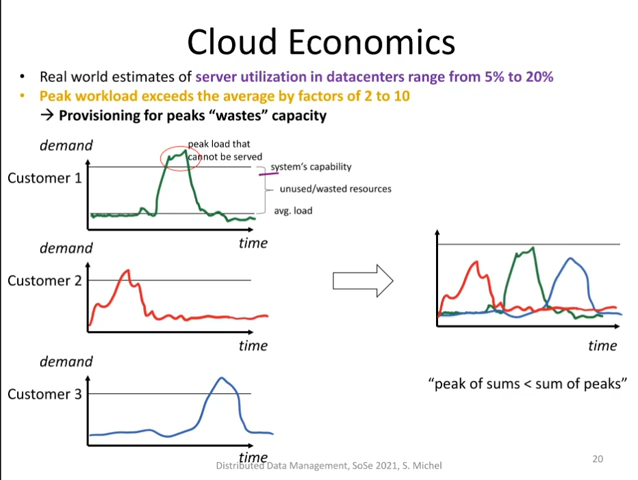 Cloud Economics
• Real world estimates of server utilization in datacenters range from 5% to 20%
• Peak workload exceeds the average by factors of 2 to 10
→ Provisioning for peaks “wastes” capacity
demand
Customer 1
peak load that
cannot be served
system's capability
unused/wasted resources
avg. load
time
demand
Customer 2
time
demand
Customer 3
time
time
“peak of sums < sum of peaks”
Distributed Data Management, SoSe 2021, S. Michel
20